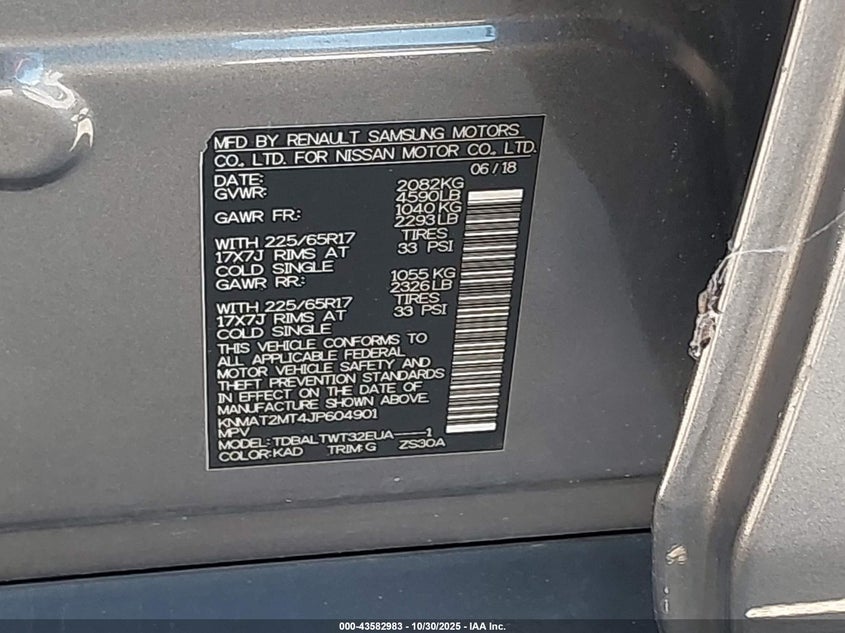 MFD BY RENAULT SAMSUNG MOTORS
CO., LTD. FOR NISSAN MOTOR CO., LTD.
DATE: 06/18
GVWR: 2082KG
4590LB
GAWR FR: 1040 KG
2293LB
WITH 225/65R17 TIRES
17X7J RIMS AT 33 PSI
COLD SINGLE
GAWR RR: 1055 KG
2326LB
WITH 225/65R17 TIRES
17X7J RIMS AT 33 PSI
COLD SINGLE
THIS VEHICLE CONFORMS TO
ALL APPLICABLE FEDERAL
MOTOR VEHICLE SAFETY AND
THEFT PREVENTION STANDARDS
IN EFFECT ON THE DATE OF
MANUFACTURE SHOWN ABOVE.
KNMAT2MT4JP604901
MPV
MODEL: TDBALTWT32EUA----1
COLOR: KAD TRIM: G ZS30A
000-43582983 - 10/30/2025 - IAA Inc.